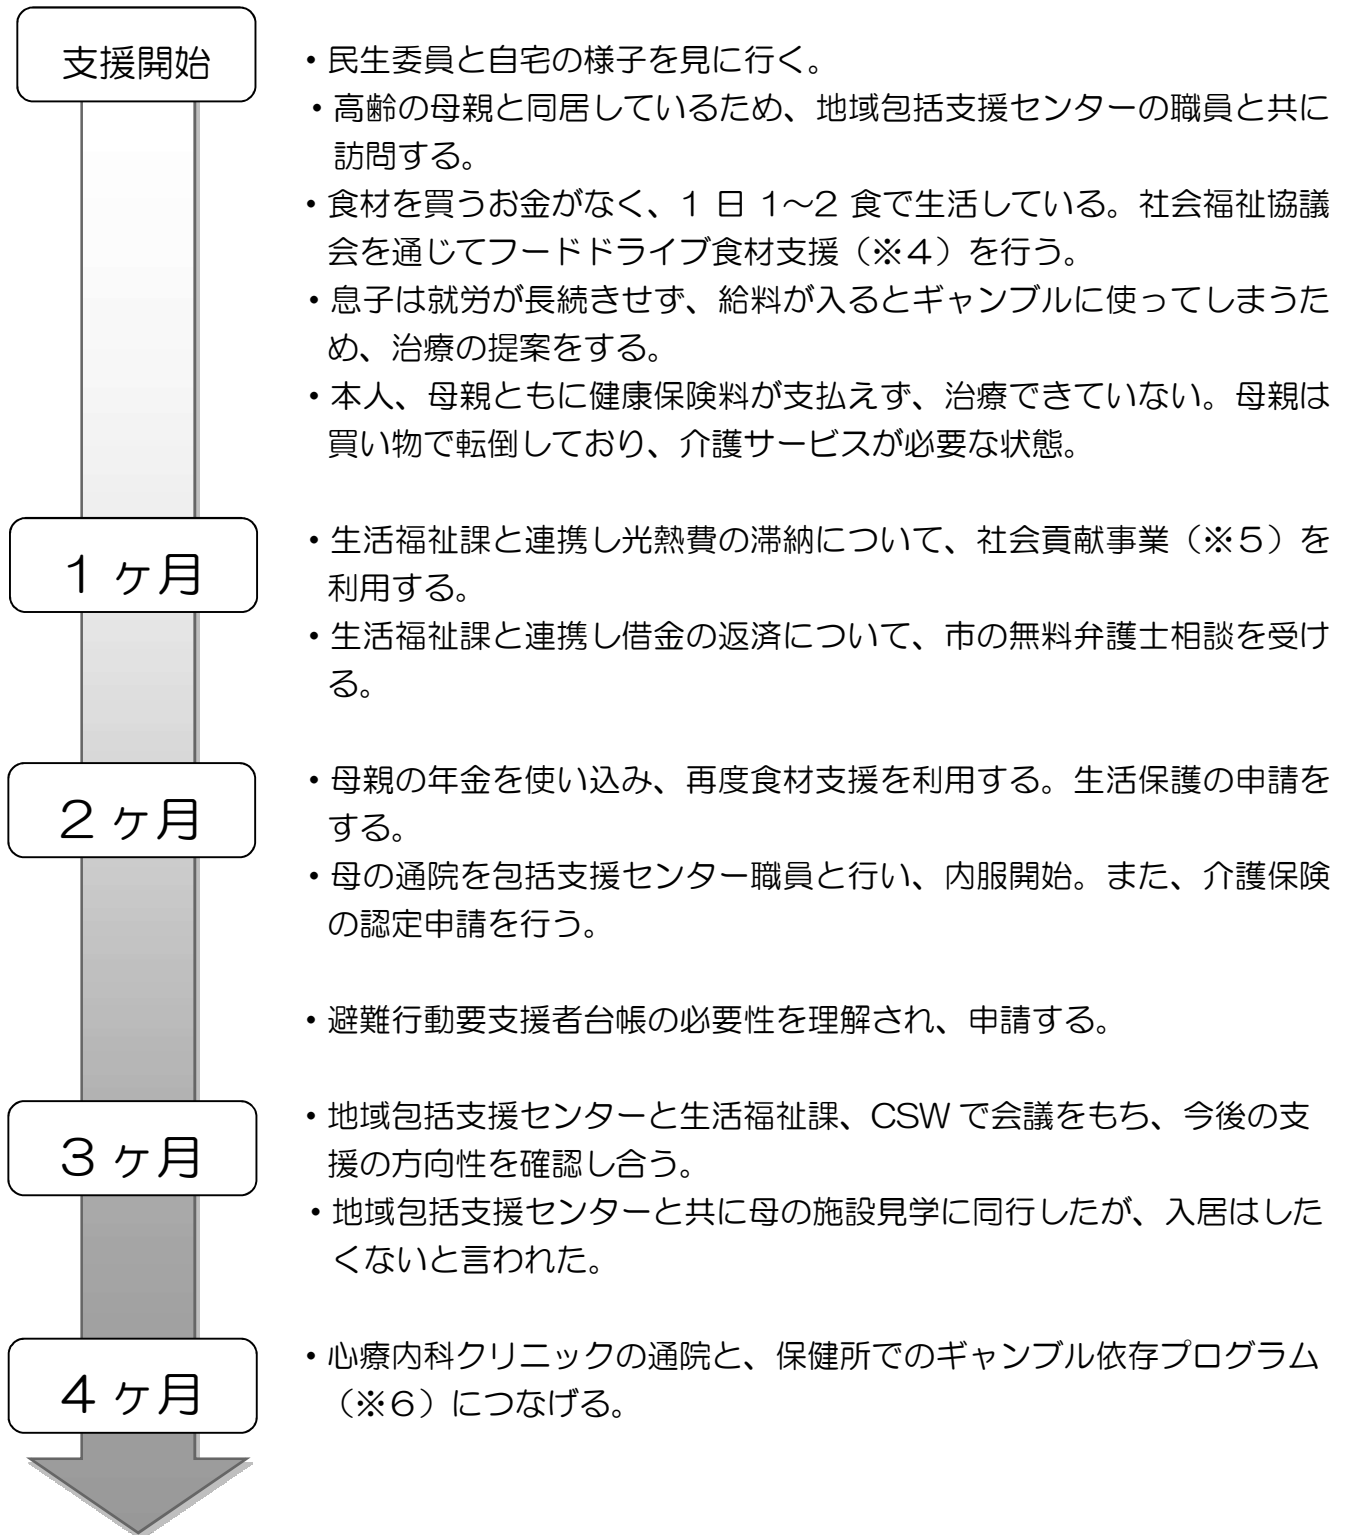 支援開始
・民生委員と自宅の様子を見に行く。
・高齢の母親と同居しているため、地域包括支援センターの職員と共に
訪問する。
・食材を買うお金がなく、1 日 1～2 食で生活している。社会福祉協議
会を通じてフードドライブ食材支援（※4）を行う。
・息子は就労が長続きせず、給料が入るとギャンブルに使ってしまうた
め、治療の提案をする。
・本人、母親ともに健康保険料が支払えず、治療できていない。母親は
買い物で転倒しており、介護サービスが必要な状態。
1 ヶ月
・生活福祉課と連携し光熱費の滞納について、社会貢献事業（※5）を
利用する。
・生活福祉課と連携し借金の返済について、市の無料弁護士相談を受け
る。
2 ヶ月
・母親の年金を使い込み、再度食材支援を利用する。生活保護の申請を
する。
・母の通院を包括支援センター職員と行い、内服開始。また、介護保険
の認定申請を行う。
・避難行動要支援者台帳の必要性を理解され、申請する。
3 ヶ月
・地域包括支援センターと生活福祉課、CSW で会議をもち、今後の支
援の方向性を確認し合う。
・地域包括支援センターと共に母の施設見学に同行したが、入居はした
くないと言われた。
4 ヶ月
・心療内科クリニックの通院と、保健所でのギャンブル依存プログラム
（※6）につなげる。